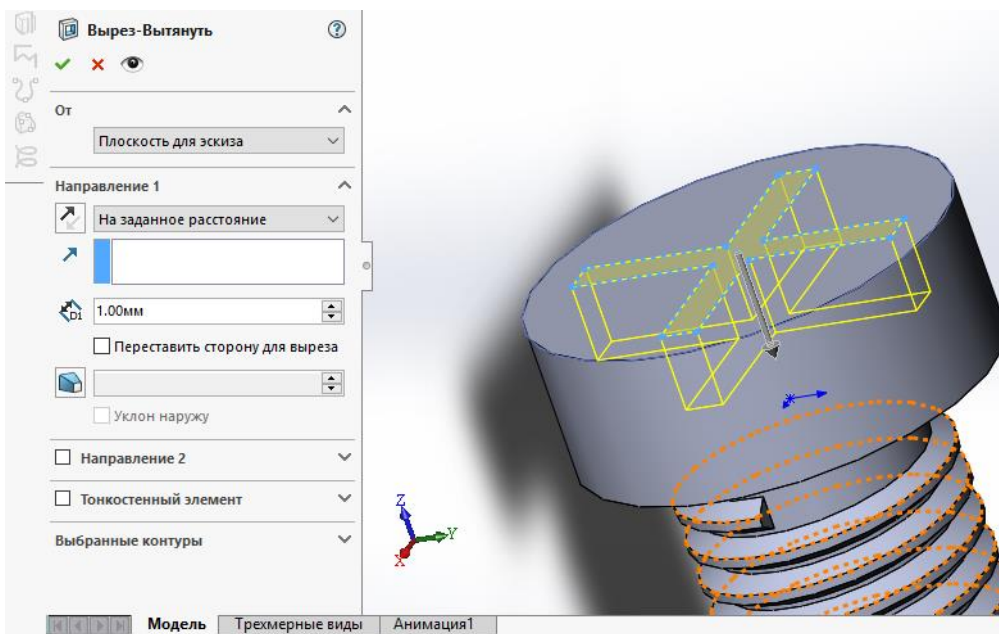 Вырез-Вытянуть
От
Плоскость для эскиза
Направление 1
На заданное расстояние
D1 1.00мм
Переставить сторону для выреза
Уклон наружу
Направление 2
Тонкостенный элемент
Выбранные контуры
Z
Y
X
Модель Трехмерные виды Анимация1